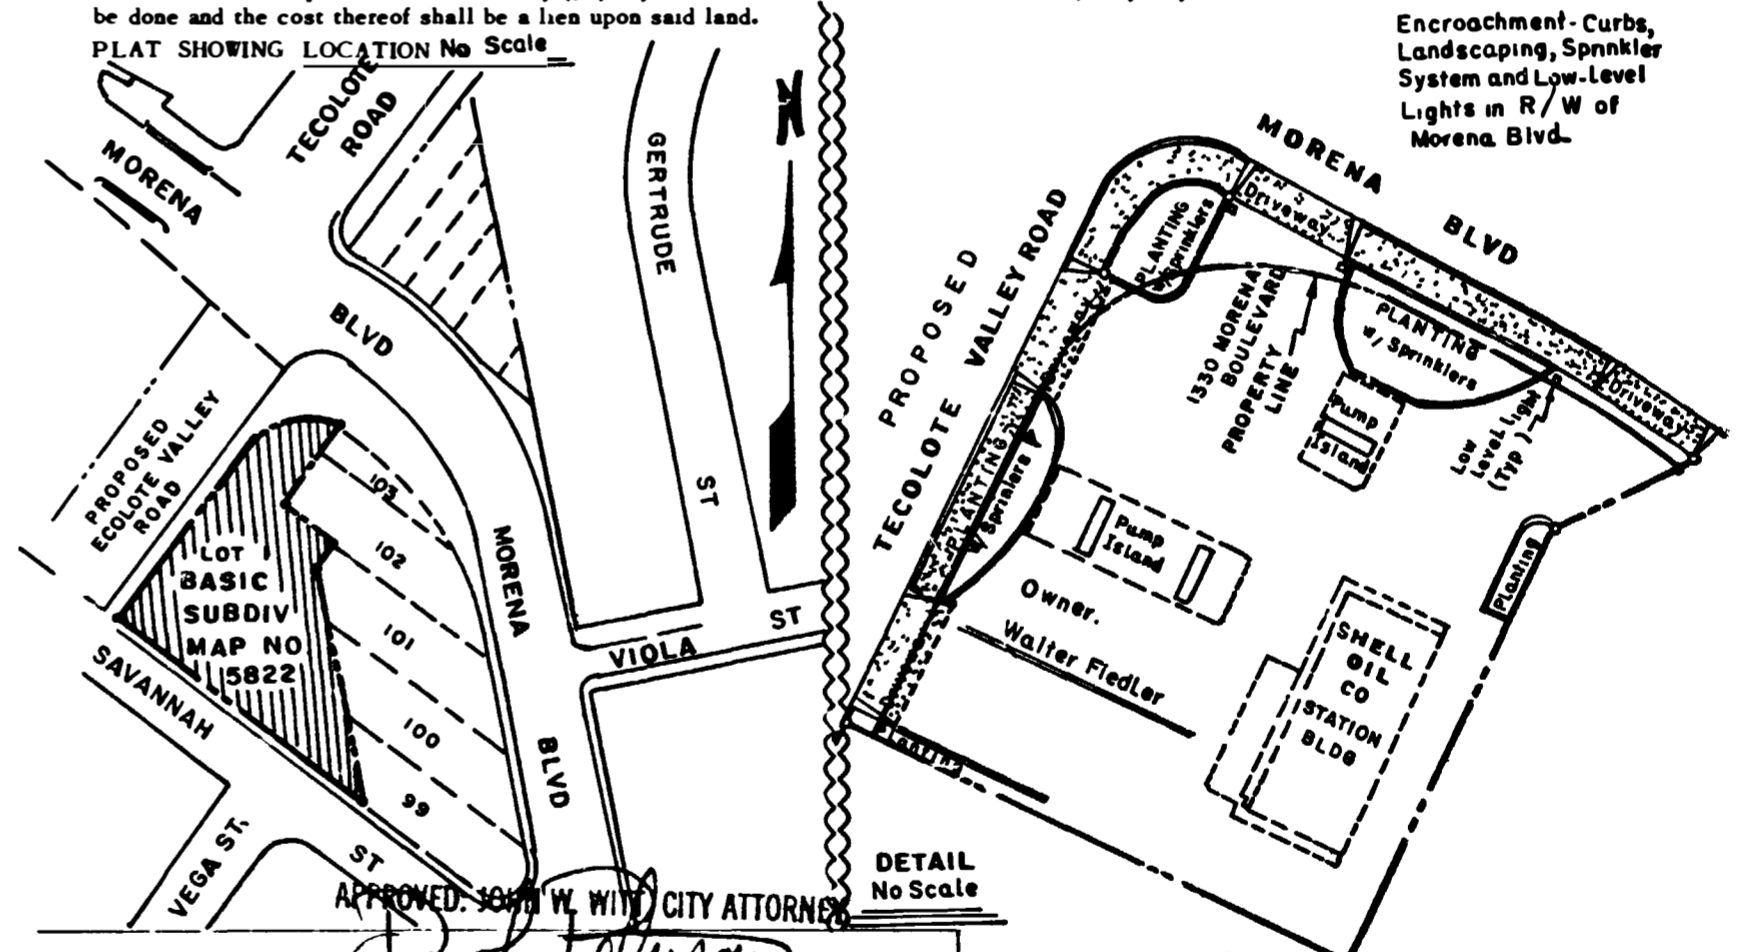 be done and the cost thereof shall be a lien upon said land.
PLAT SHOWING LOCATION No Scale
TECOLOTE
ROAD
MORENA
BLVD
GERTRUDE
ST
N
PROPOSED
ECOLOTE VALLEY
ROAD
LOT 1
BASIC
SUBDIV
MAP NO
5822
103
102
101
100
99
MORENA
BLVD
VIOLA
ST
SAVANNAH
ST
VEGA ST.
APPROVED: JOHN W. WITT, CITY ATTORNEY
Encroachment-Curbs,
Landscaping, Sprinkler
System and Low-Level
Lights in R/W of
Morena Blvd.
MORENA
BLVD
PROPOSED
TECOLOTE VALLEY ROAD
Driveway
PLANTING
w/Sprinklers
1330 MORENA
BOULEVARD
PROPERTY
LINE
PLANTING
w/ Sprinklers
Driveway
Low
Level Light
(Typ)
Pump
Island
Driveway
PLANTING
w/ Sprinlers
Pump
Island
Planting
Owner.
Walter Fiedler
SHELL
OIL
CO
STATION
BLDG
Driveway
Planting
DETAIL
No Scale